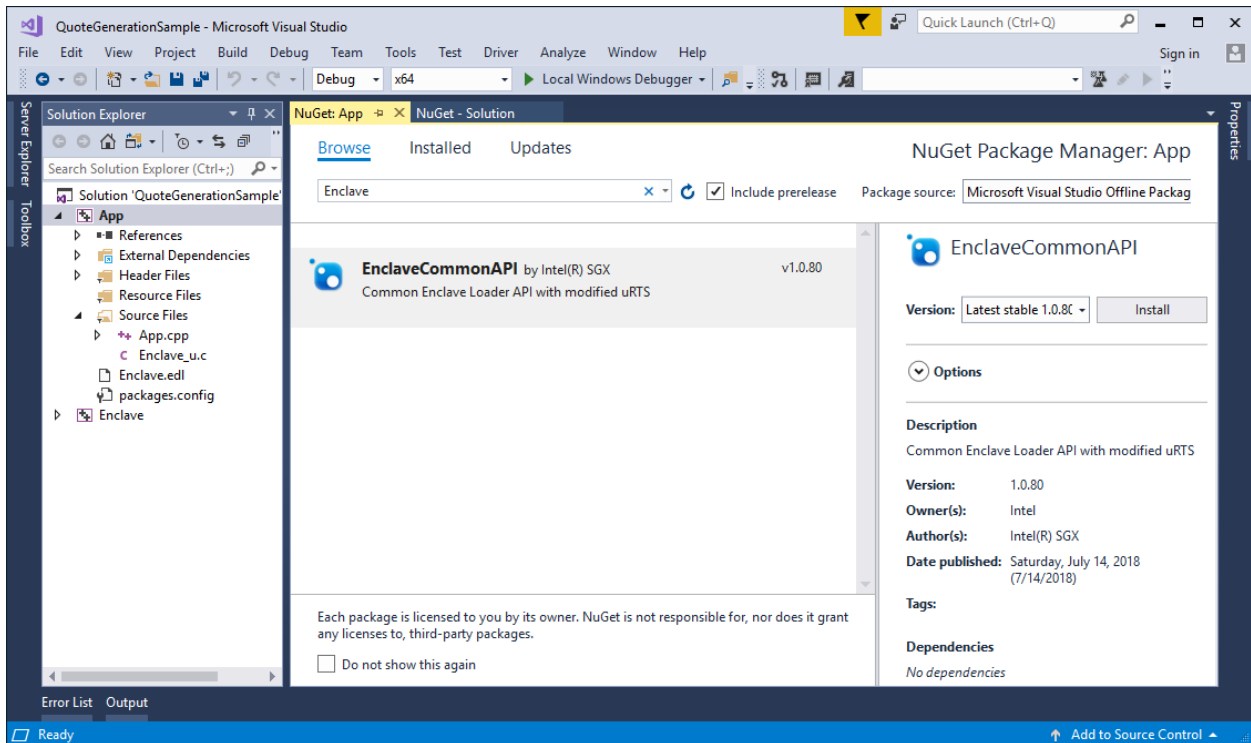 QuoteGenerationSample - Microsoft Visual Studio
Quick Launch (Ctrl+Q)
File Edit View Project Build Debug Team Tools Test Driver Analyze Window Help
Sign in
Debug x64 Local Windows Debugger
Server Explorer
Toolbox
Solution Explorer
Search Solution Explorer (Ctrl+;)
Solution 'QuoteGenerationSample'
App
References
External Dependencies
Header Files
Resource Files
Source Files
++ App.cpp
C Enclave_u.c
Enclave.edl
packages.config
Enclave
NuGet: App NuGet - Solution
Browse Installed Updates
NuGet Package Manager: App
Enclave
Include prerelease
Package source: Microsoft Visual Studio Offline Packag
EnclaveCommonAPI by Intel(R) SGX v1.0.80
Common Enclave Loader API with modified uRTS
Each package is licensed to you by its owner. NuGet is not responsible for, nor does it grant
any licenses to, third-party packages.
Do not show this again
EnclaveCommonAPI
Version: Latest stable 1.0.8( Install
Options
Description
Common Enclave Loader API with modified uRTS
Version: 1.0.80
Owner(s): Intel
Author(s): Intel(R) SGX
Date published: Saturday, July 14, 2018
(7/14/2018)
Tags:
Dependencies
No dependencies
Properties
Error List Output
Ready
Add to Source Control